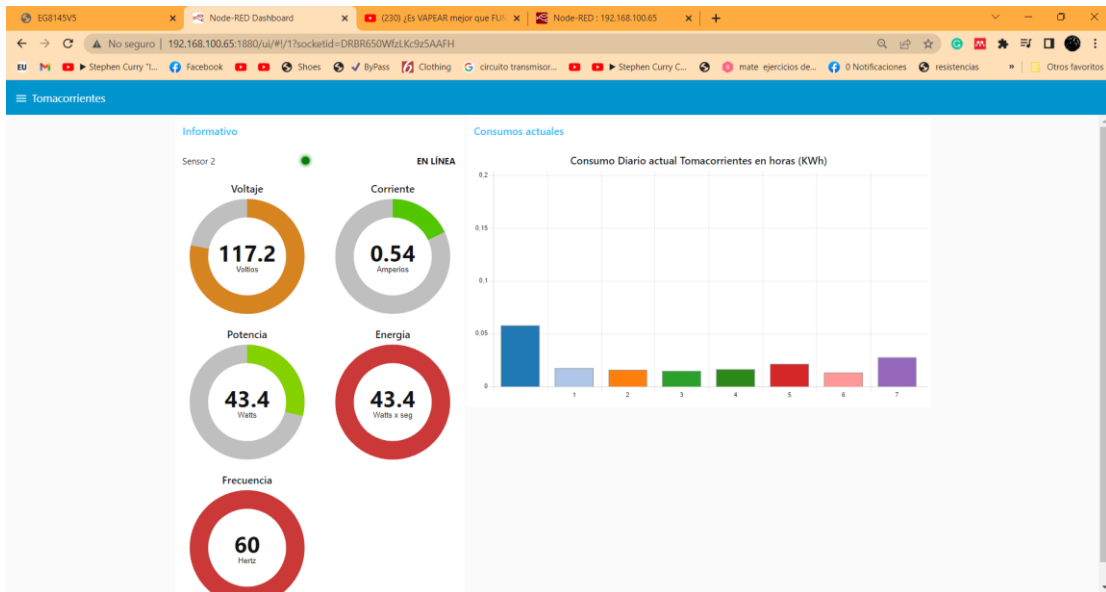 EG8145V5
Node-RED Dashboard
(230) ¿Es VAPEAR mejor que FUM
Node-RED : 192.168.100.65
No seguro | 192.168.100.65:1880/ui/#!/1?socketid=DRBR650WfzLKc9z5AAFH
EU
Stephen Curry "I...
Facebook
Shoes
ByPass
Clothing
circuito transmisor...
Stephen Curry C...
mate ejercicios de...
0 Notificaciones
resistencias
»
Otros favoritos
Tomacorrientes
Informativo
Sensor 2
EN LÍNEA
Voltaje
117.2
Voltios
Corriente
0.54
Amperios
Potencia
43.4
Watts
Energia
43.4
Watts x seg
Frecuencia
60
Hertz
Consumos actuales
Consumo Diario actual Tomacorrientes en horas (KWh)
0,2
0,15
0,1
0,05
0
1 2 3 4 5 6 7